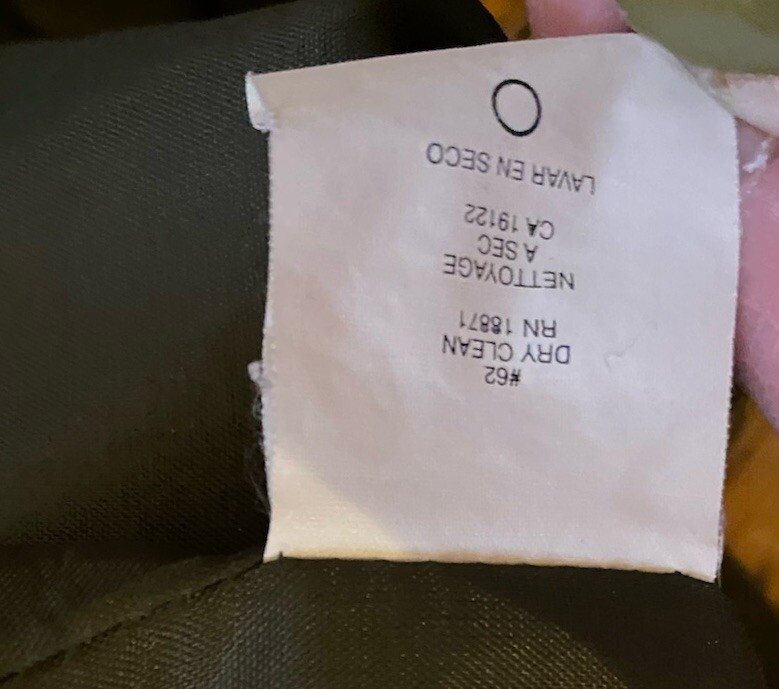 #62
DRY CLEAN
RN 18871
NETTOYAGE
A SEC
CA 19122
LAVAR EN SECO